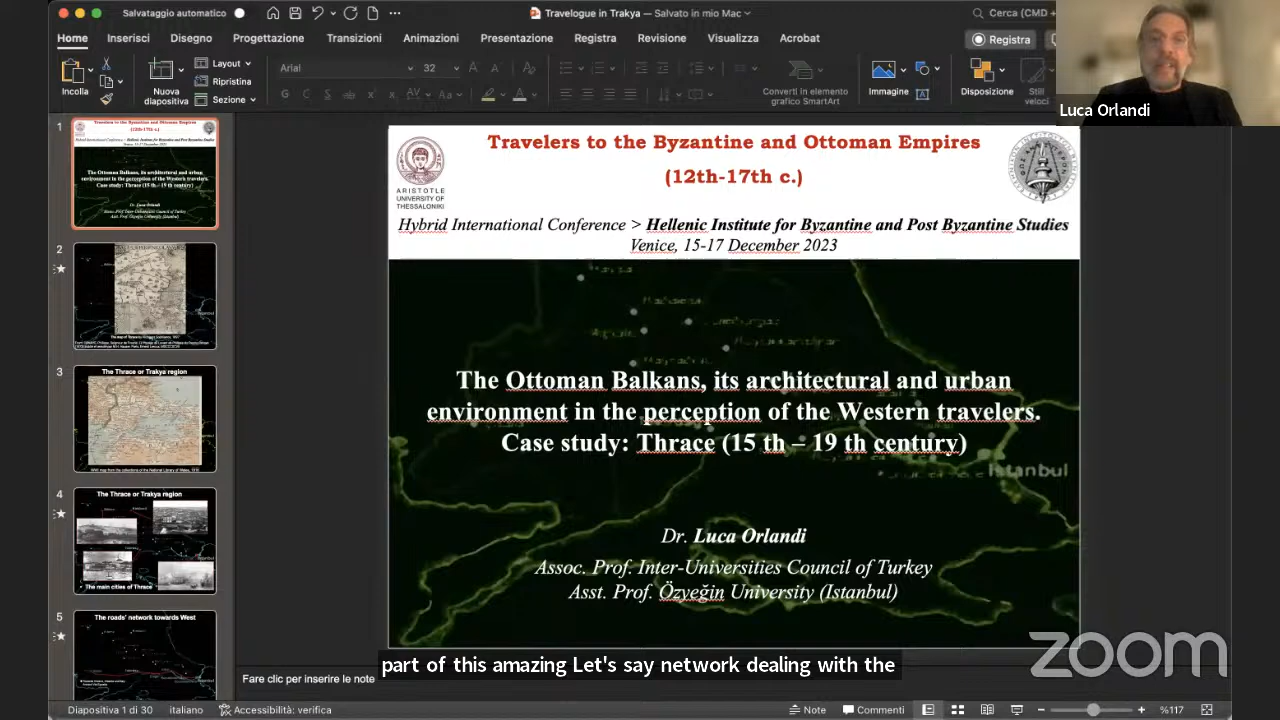 Salvataggio automatico
Travelogue in Trakya — Salvato in mio Mac
Cerca (CMD +
Home Inserisci Disegno Progettazione Transizioni Animazioni Presentazione Registra Revisione Visualizza Acrobat
Registra
Incolla
Nuova diapositiva
Layout
Ripristina
Sezione
Arial
32
Converti in elemento grafico SmartArt
Immagine
Disposizione
Stili veloci
Luca Orlandi
1
2
3
The Thrace or Trakya region
4
The Thrace or Trakya region
The main cities of Thrace
5
The roads' network towards West
Travelers to the Byzantine and Ottoman Empires
(12th-17th c.)
ARISTOTLE
UNIVERSITY OF
THESSALONIKI
Hybrid International Conference > Hellenic Institute for Byzantine and Post Byzantine Studies
Venice, 15-17 December 2023
The Ottoman Balkans, its architectural and urban
environment in the perception of the Western travelers.
Case study: Thrace (15 th – 19 th century)
Istanbul
Dr. Luca Orlandi
Assoc. Prof. Inter-Universities Council of Turkey
Asst. Prof. Özyeğin University (Istanbul)
zoom
part of this amazing Let's say network dealing with the
Fare clic per inserire le note
Diapositiva 1 di 30 italiano Accessibilità: verifica
Note Commenti
%117